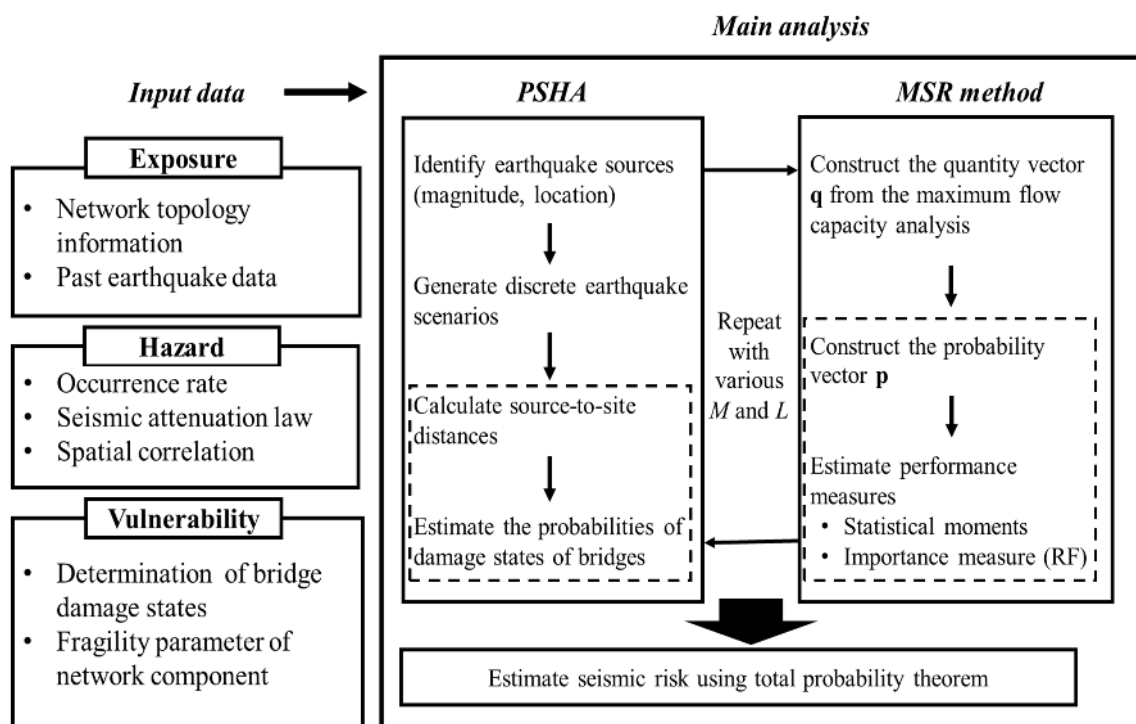 Main analysis
Input data
Exposure
• Network topology
information
• Past earthquake data
Hazard
• Occurrence rate
• Seismic attenuation law
• Spatial correlation
Vulnerability
• Determination of bridge
damage states
• Fragility parameter of
network component
PSHA
Identify earthquake sources
(magnitude, location)
Generate discrete earthquake
scenarios
Calculate source-to-site
distances
Estimate the probabilities of
damage states of bridges
Repeat
with
various
M and L
MSR method
Construct the quantity vector
q from the maximum flow
capacity analysis
Construct the probability
vector p
Estimate performance
measures
• Statistical moments
• Importance measure (RF)
Estimate seismic risk using total probability theorem